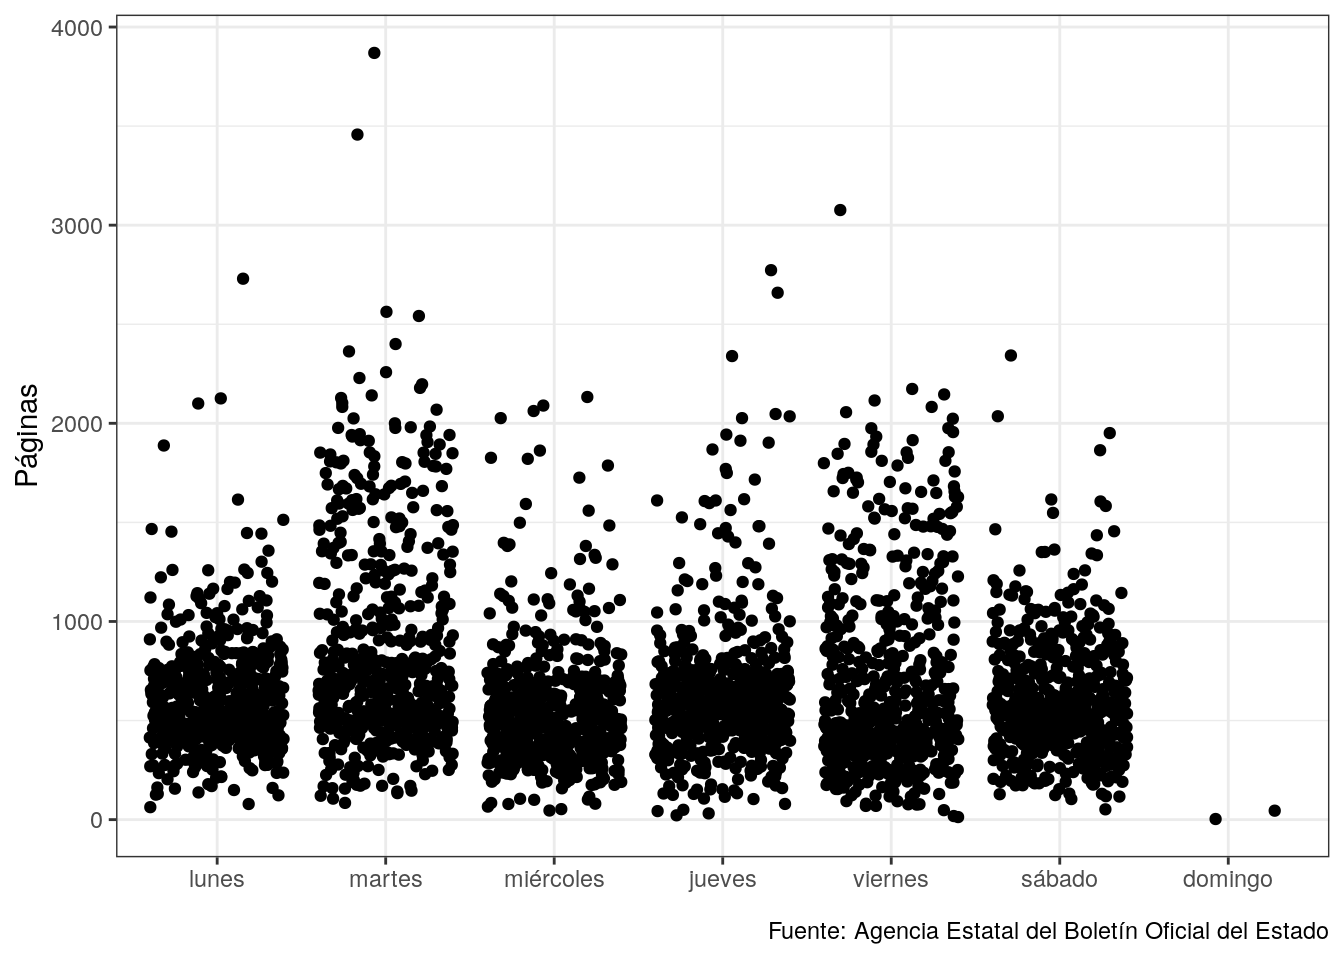 4000
3000
2000
1000
0
Páginas
lunes martes miércoles jueves viernes sábado domingo
Fuente: Agencia Estatal del Boletín Oficial del Estado